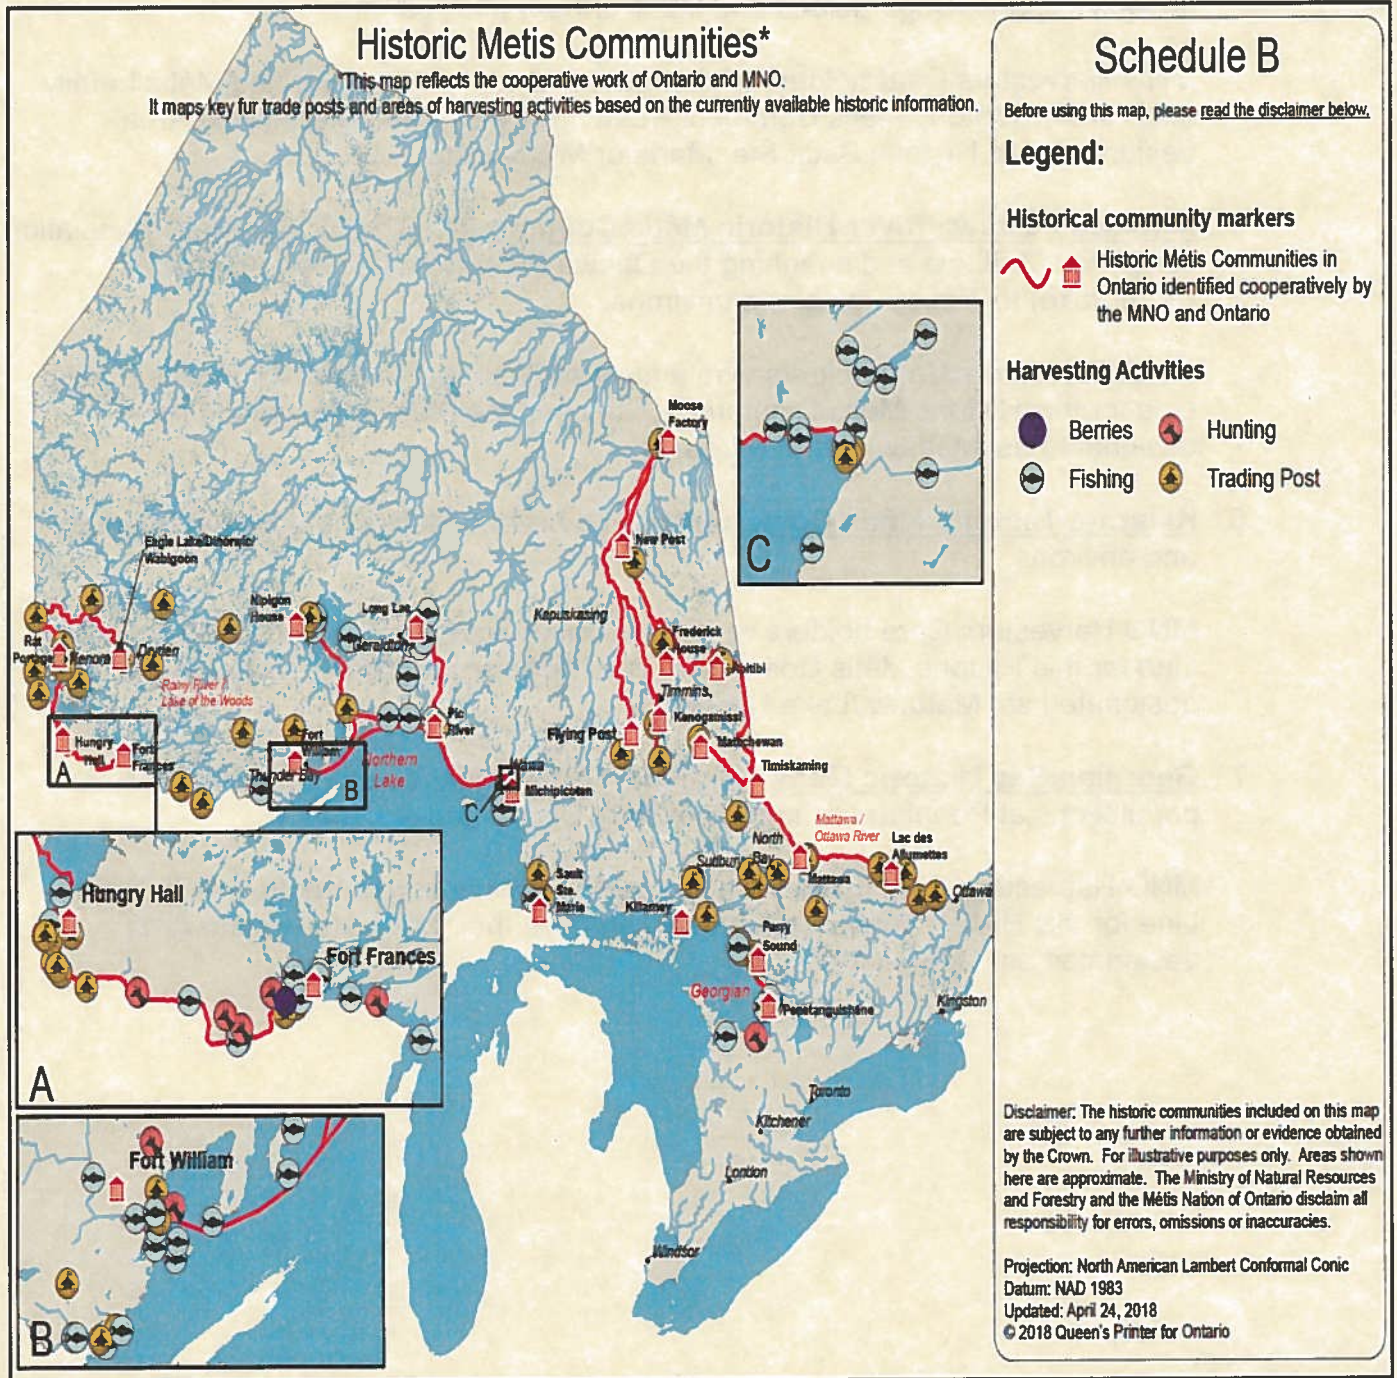 Historic Metis Communities*
*This map reflects the cooperative work of Ontario and MNO.
It maps key fur trade posts and areas of harvesting activities based on the currently available historic information.
Schedule B
Before using this map, please read the disclaimer below.
Legend:
Historical community markers
Historic Métis Communities in
Ontario identified cooperatively by
the MNO and Ontario
Harvesting Activities
Berries
Hunting
Fishing
Trading Post
C
Moose
Factory
New Post
Eagle Lake/Dinorwic/
Wabigoon
Kapuskasing
Nipigon
House
Long Lac
Geraldton
Frederick
House
Abitibi
Rat
Portage
Kenora
Dryden
Rainy River /
Lake of the Woods
Timmins
Kenogamissi
Flying Post
Matachewan
Timiskaming
Pic
River
Hungry
Hall
Fort
Frances
A
Fort
William
Thunder Bay
B
Northern
Lake
Wawa
Michipicoten
C
Mattawa /
Ottawa River
Lac des
Allumettes
North
Bay
Sudbury
Mattawa
Ottawa
Sault
Ste.
Marie
Killarney
Parry
Sound
Georgian
Penetanguishene
Kingston
Toronto
Kitchener
London
Windsor
Hungry Hall
Fort Frances
A
Fort William
B
Disclaimer: The historic communities included on this map
are subject to any further information or evidence obtained
by the Crown. For illustrative purposes only. Areas shown
here are approximate. The Ministry of Natural Resources
and Forestry and the Métis Nation of Ontario disclaim all
responsibility for errors, omissions or inaccuracies.
Projection: North American Lambert Conformal Conic
Datum: NAD 1983
Updated: April 24, 2018
© 2018 Queen's Printer for Ontario